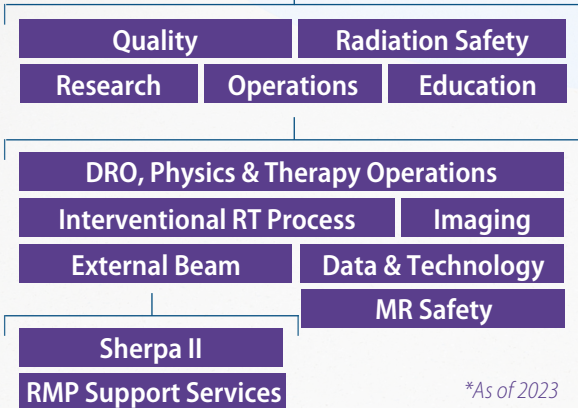 Quality
Radiation Safety
Research
Operations
Education
DRO, Physics & Therapy Operations
Interventional RT Process
Imaging
External Beam
Data & Technology
MR Safety
Sherpa II
RMP Support Services
*As of 2023